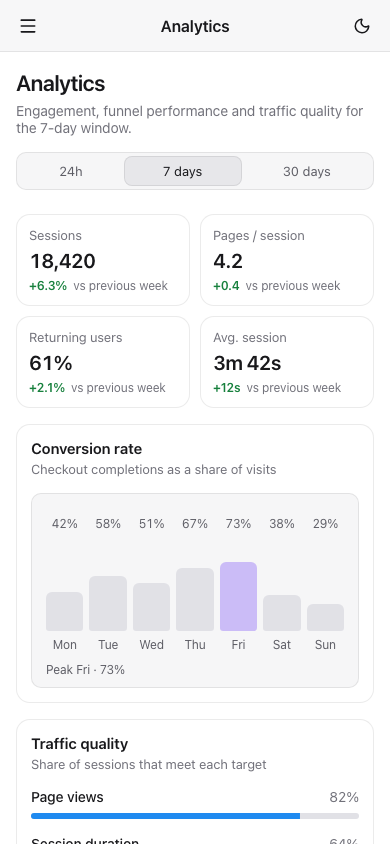 Analytics
Analytics
Engagement, funnel performance and traffic quality for
the 7-day window.
24h
7 days
30 days
Sessions
18,420
+6.3% vs previous week
Pages / session
4.2
+0.4 vs previous week
Returning users
61%
+2.1% vs previous week
Avg. session
3m 42s
+12s vs previous week
Conversion rate
Checkout completions as a share of visits
42% 58% 51% 67% 73% 38% 29%
Mon Tue Wed Thu Fri Sat Sun
Peak Fri · 73%
Traffic quality
Share of sessions that meet each target
Page views 82%
Session duration 64%